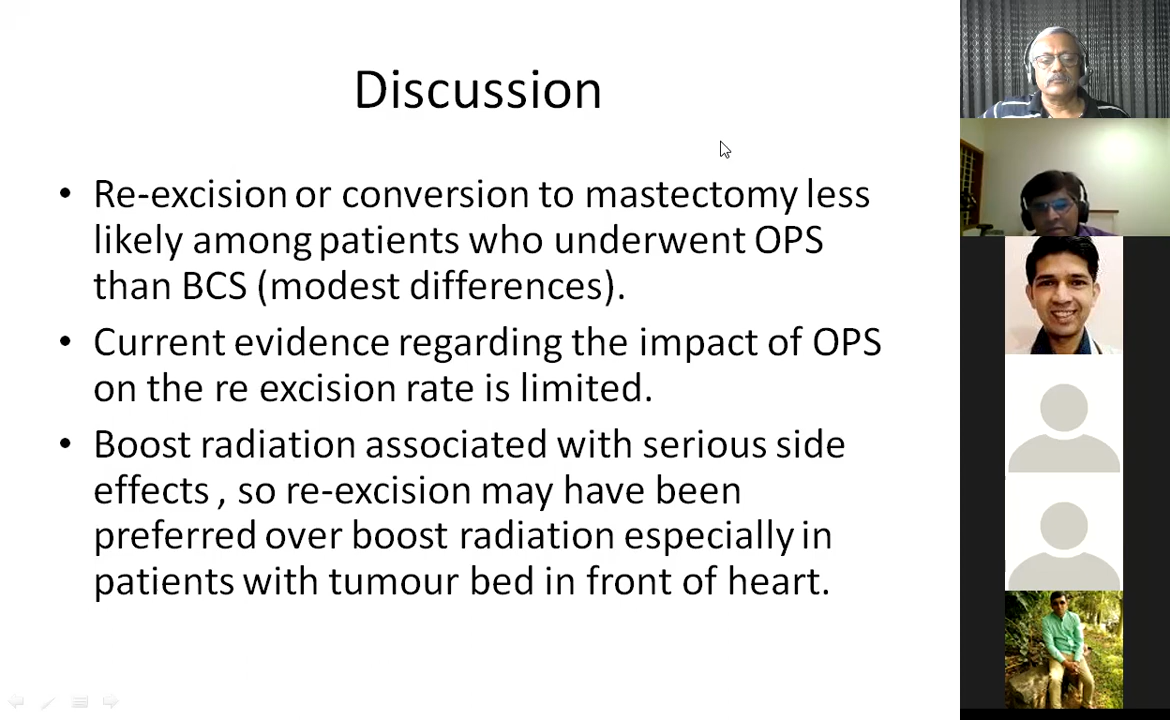 Discussion
• Re-excision or conversion to mastectomy less
likely among patients who underwent OPS
than BCS (modest differences).
• Current evidence regarding the impact of OPS
on the re excision rate is limited.
• Boost radiation associated with serious side
effects , so re-excision may have been
preferred over boost radiation especially in
patients with tumour bed in front of heart.